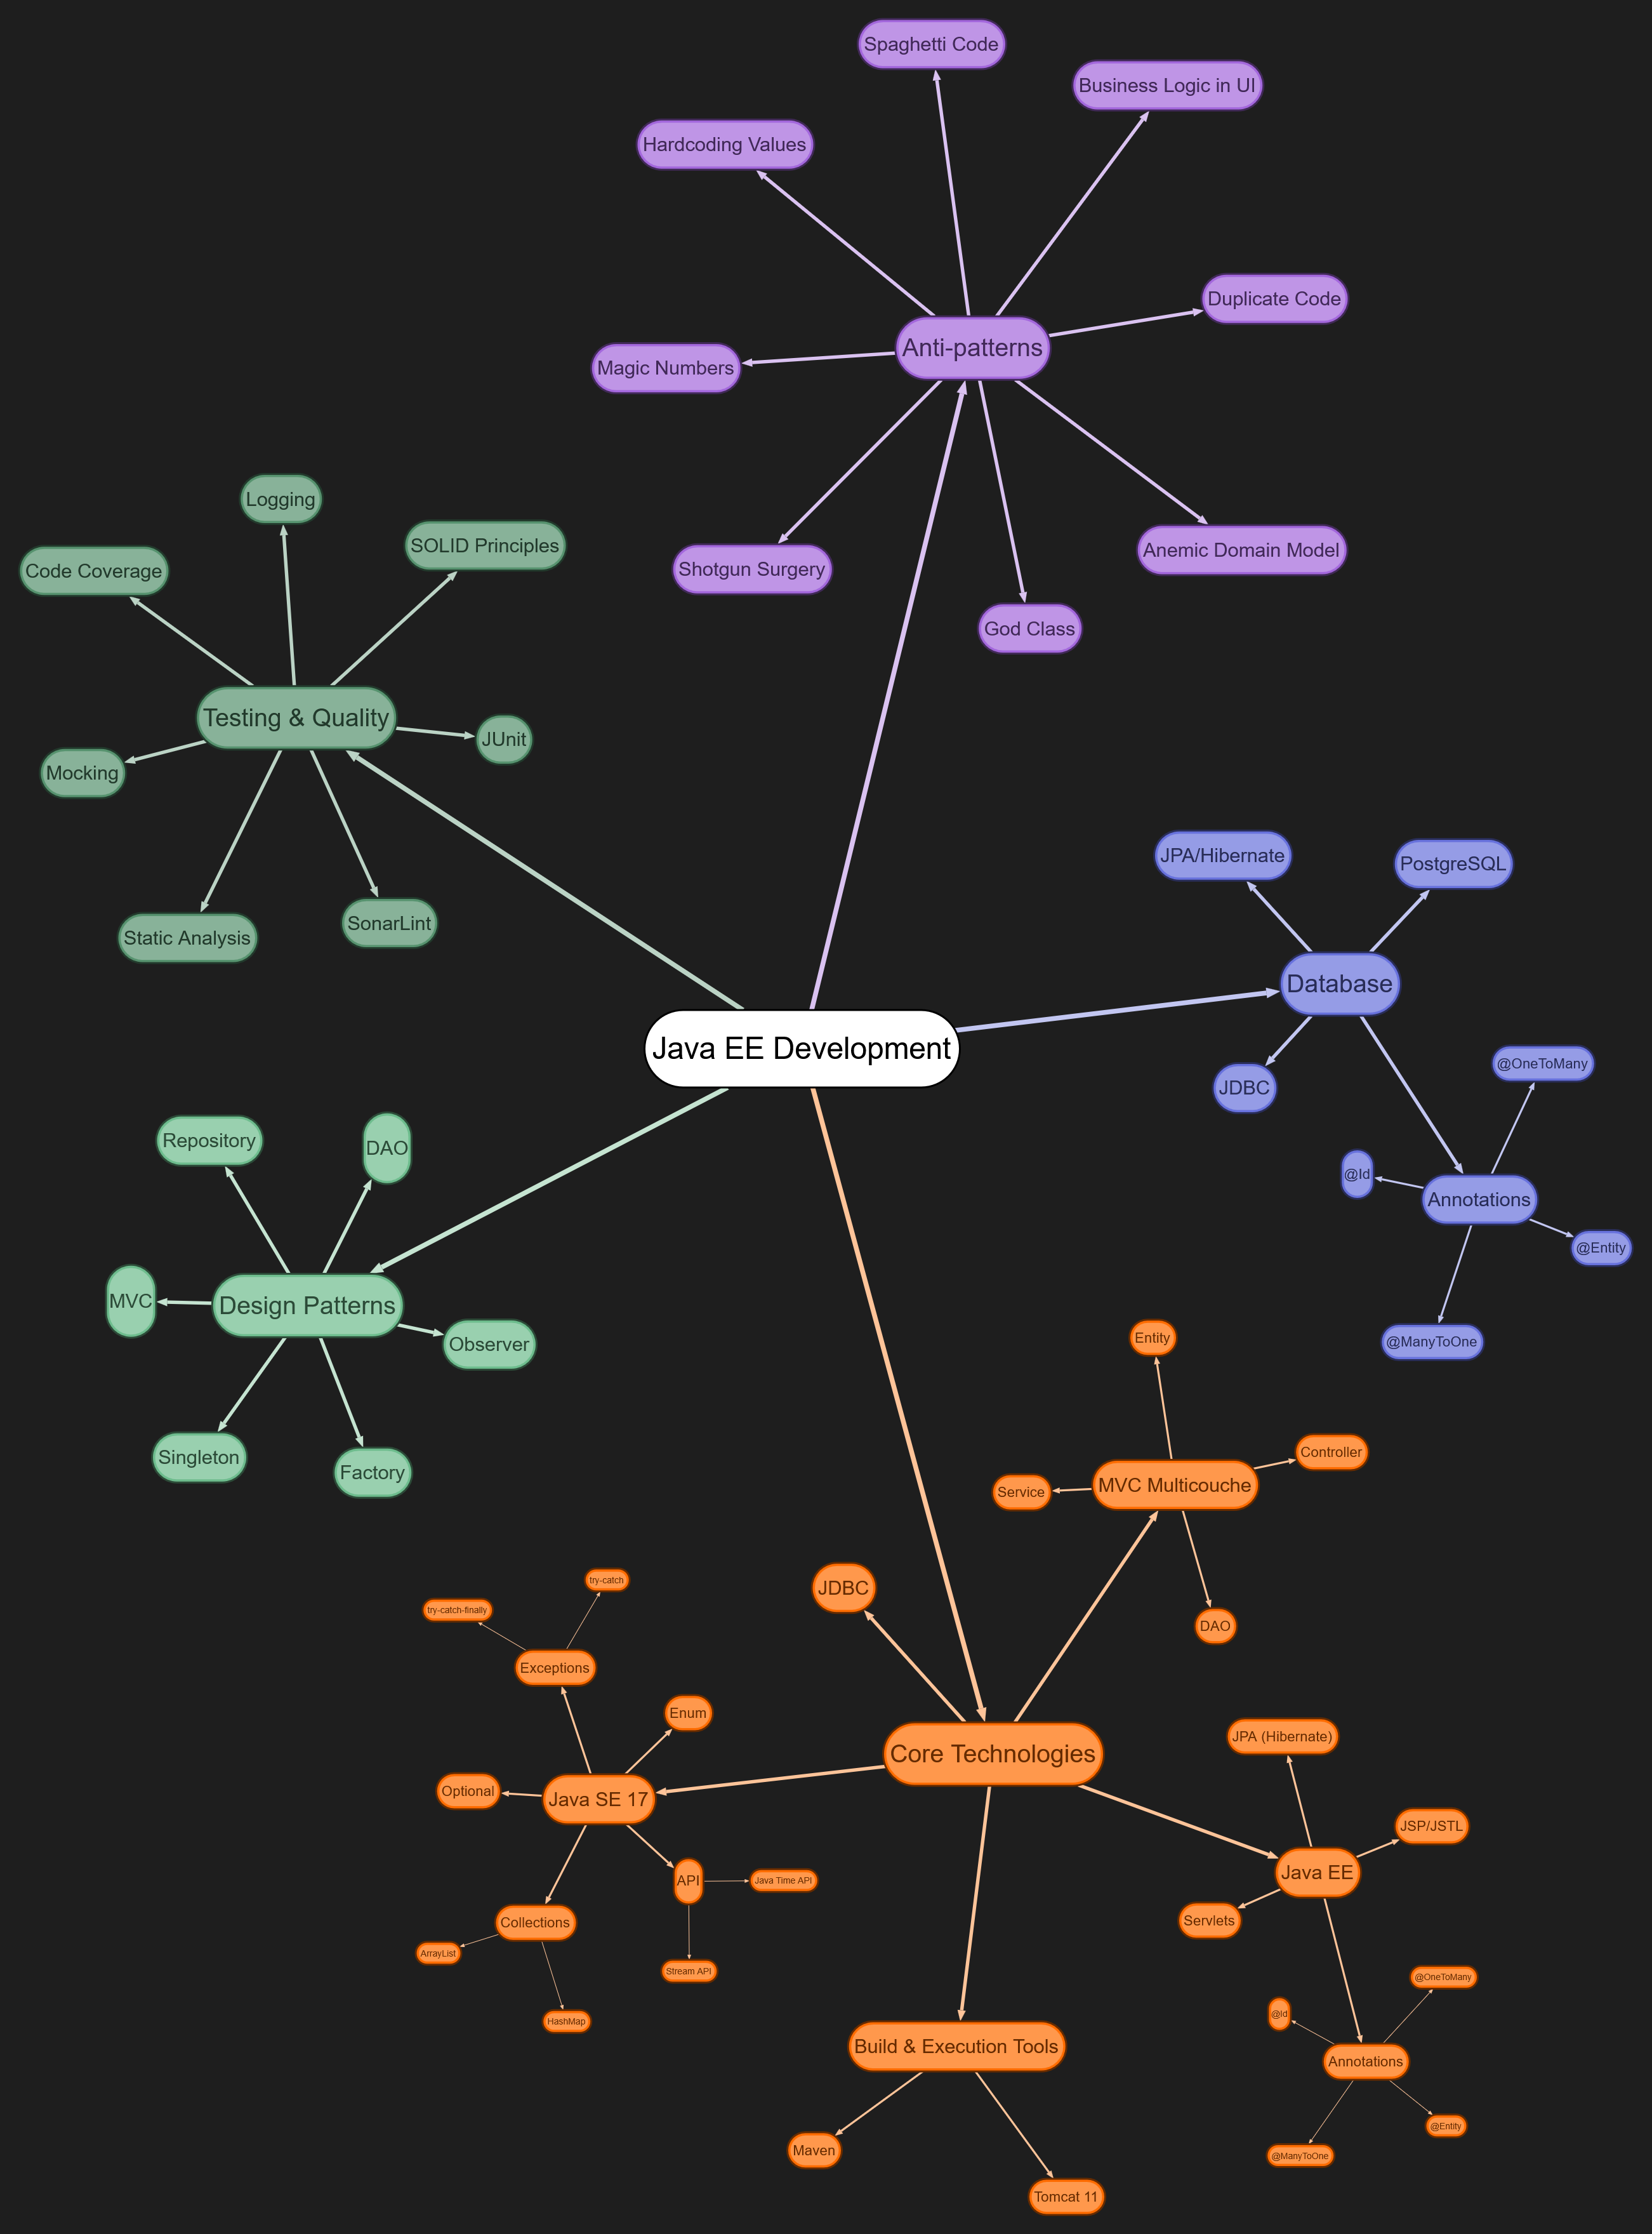 Spaghetti Code
Business Logic in UI
Hardcoding Values
Duplicate Code
Anti-patterns
Magic Numbers
Shotgun Surgery
Anemic Domain Model
God Class
Logging
SOLID Principles
Code Coverage
Testing & Quality
JUnit
Mocking
Static Analysis
SonarLint
JPA/Hibernate
PostgreSQL
Database
Java EE Development
JDBC
@OneToMany
@Id
Annotations
@Entity
@ManyToOne
Repository
DAO
MVC
Design Patterns
Observer
Singleton
Factory
Entity
Controller
MVC Multicouche
Service
DAO
JDBC
try-catch
try-catch-finally
Exceptions
Enum
Core Technologies
Optional
Java SE 17
API
Java Time API
Collections
ArrayList
Stream API
HashMap
JPA (Hibernate)
JSP/JSTL
Java EE
Servlets
@OneToMany
@Id
Annotations
@Entity
@ManyToOne
Build & Execution Tools
Maven
Tomcat 11